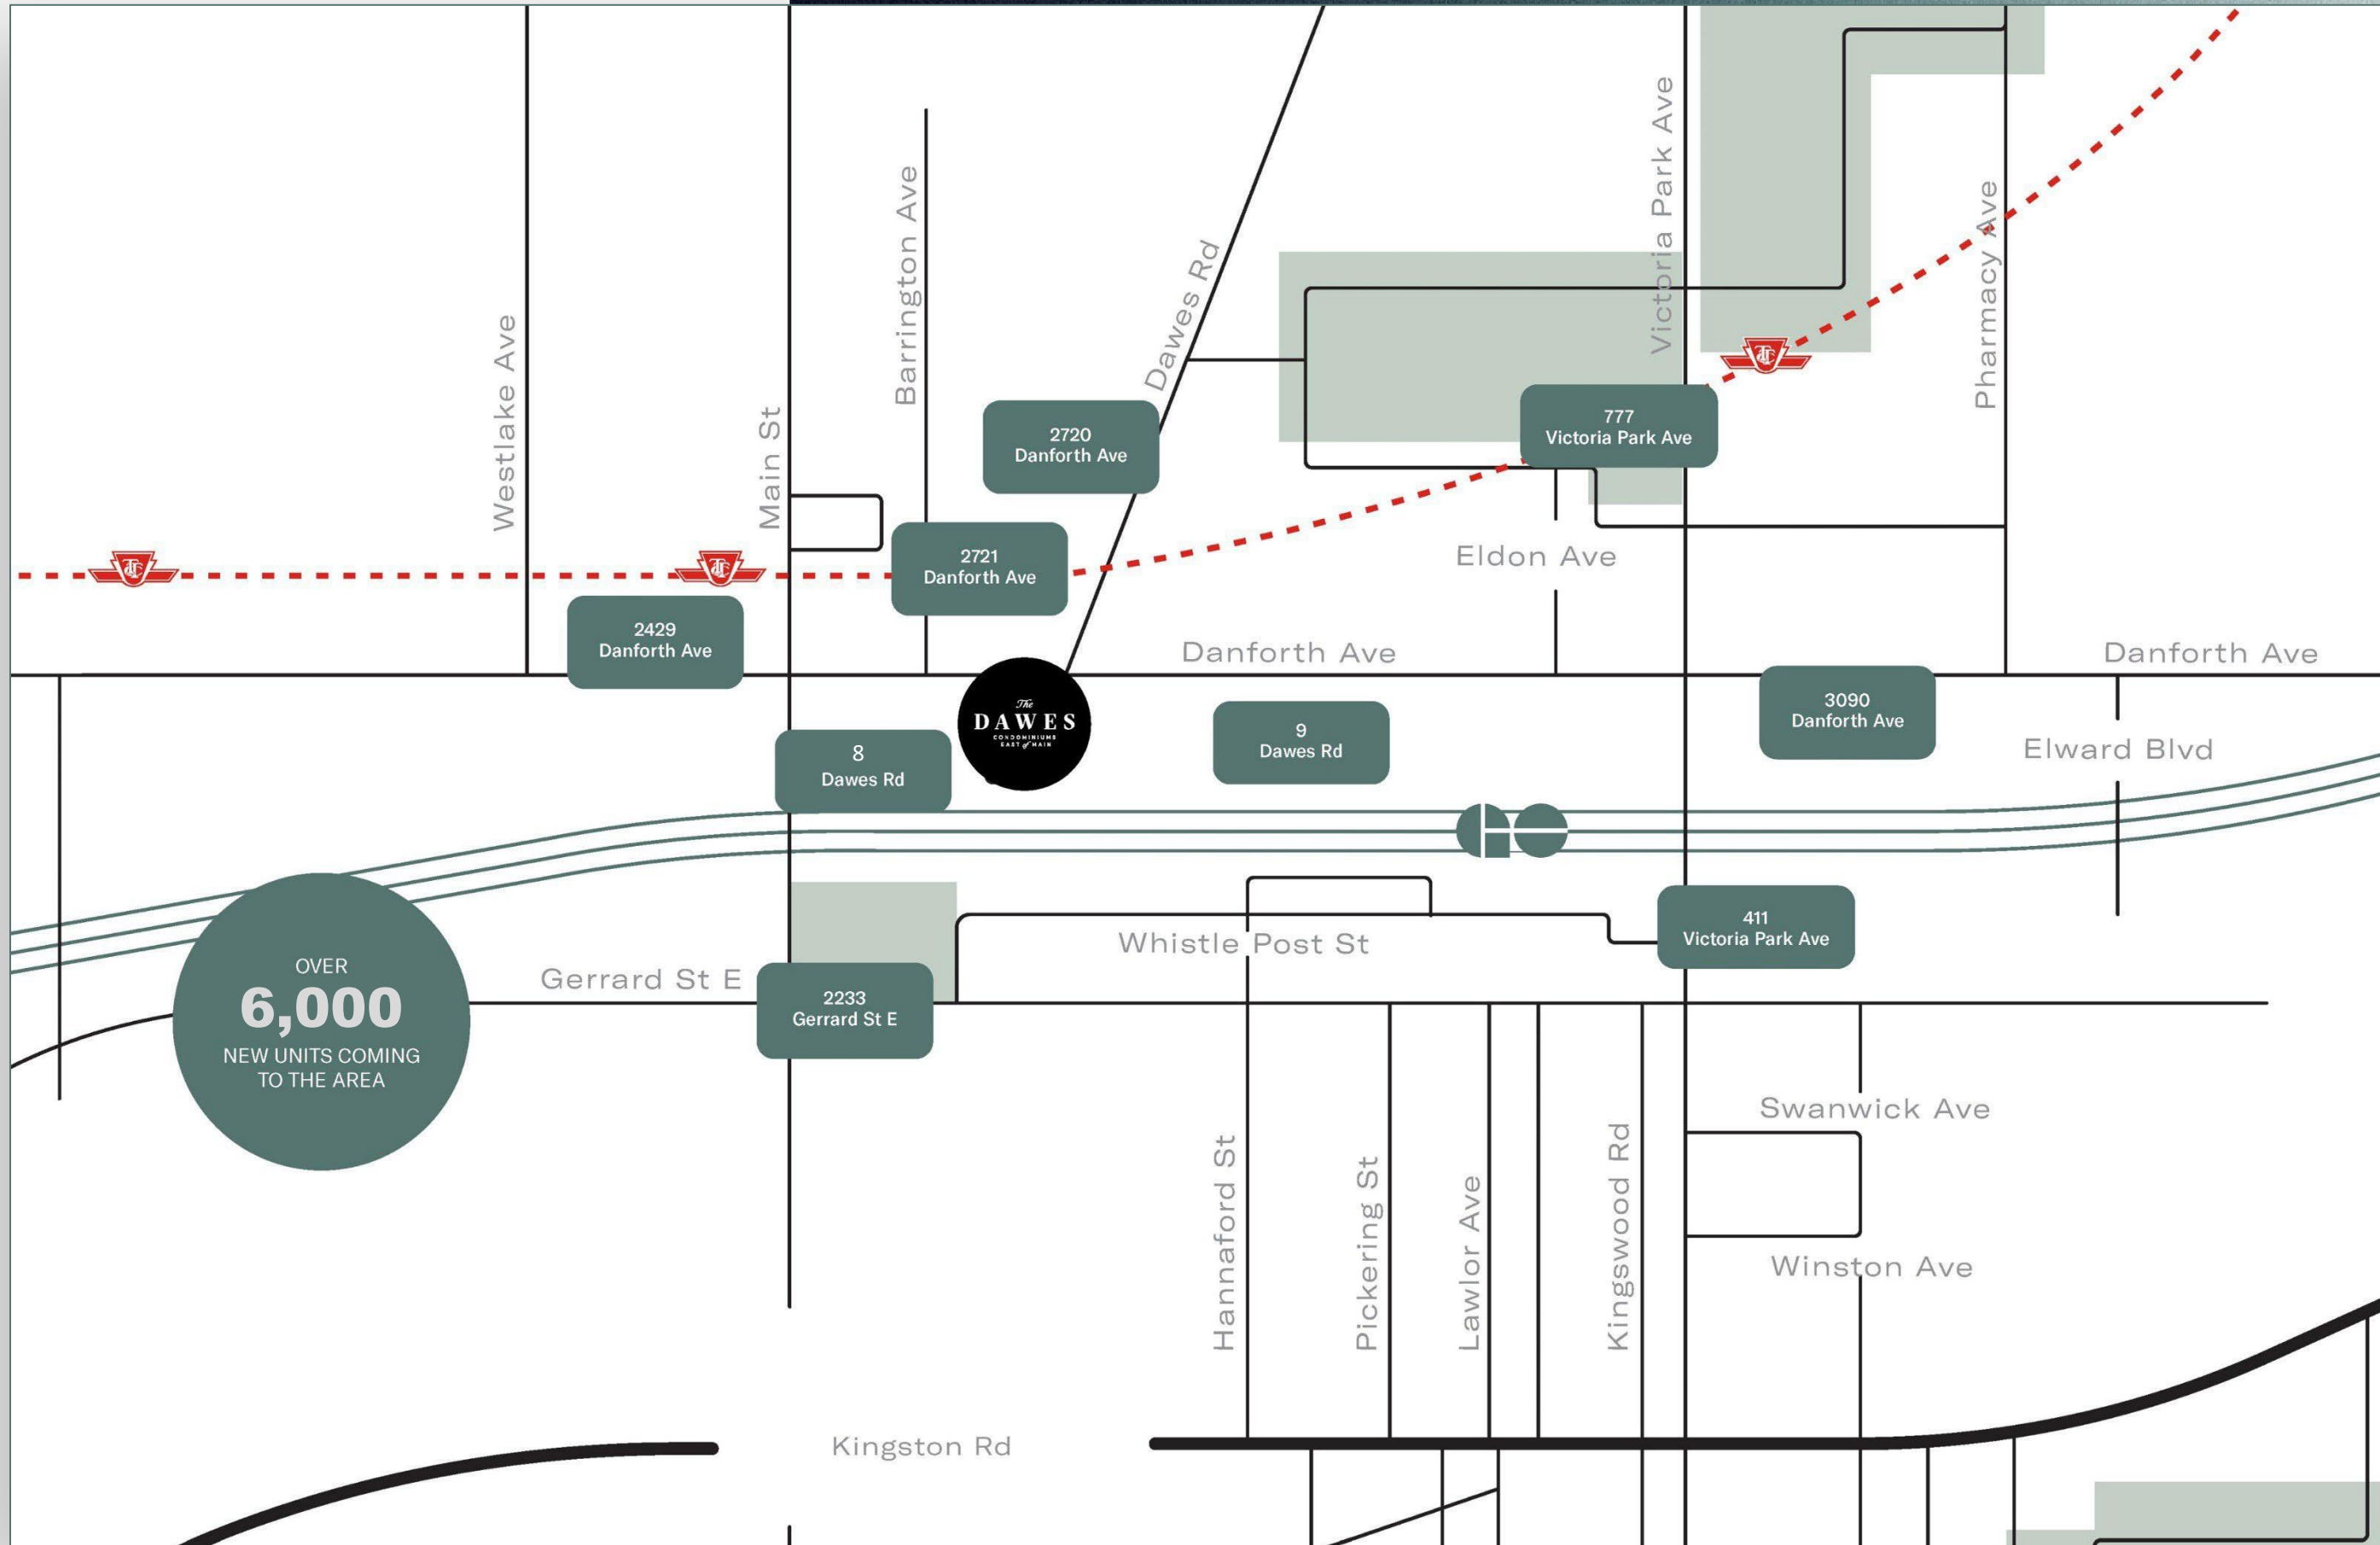 Westlake Ave
Main St
Barrington Ave
Dawes Rd
Victoria Park Ave
Pharmacy Ave
2720
Danforth Ave
777
Victoria Park Ave
2721
Danforth Ave
Eldon Ave
2429
Danforth Ave
Danforth Ave
Danforth Ave
The
DAWES
CONDOMINIUMS
EAST of MAIN
8
Dawes Rd
9
Dawes Rd
3090
Danforth Ave
Elward Blvd
411
Victoria Park Ave
Whistle Post St
Gerrard St E
2233
Gerrard St E
OVER
6,000
NEW UNITS COMING
TO THE AREA
Swanwick Ave
Winston Ave
Hannaford St
Pickering St
Lawlor Ave
Kingswood Rd
Kingston Rd